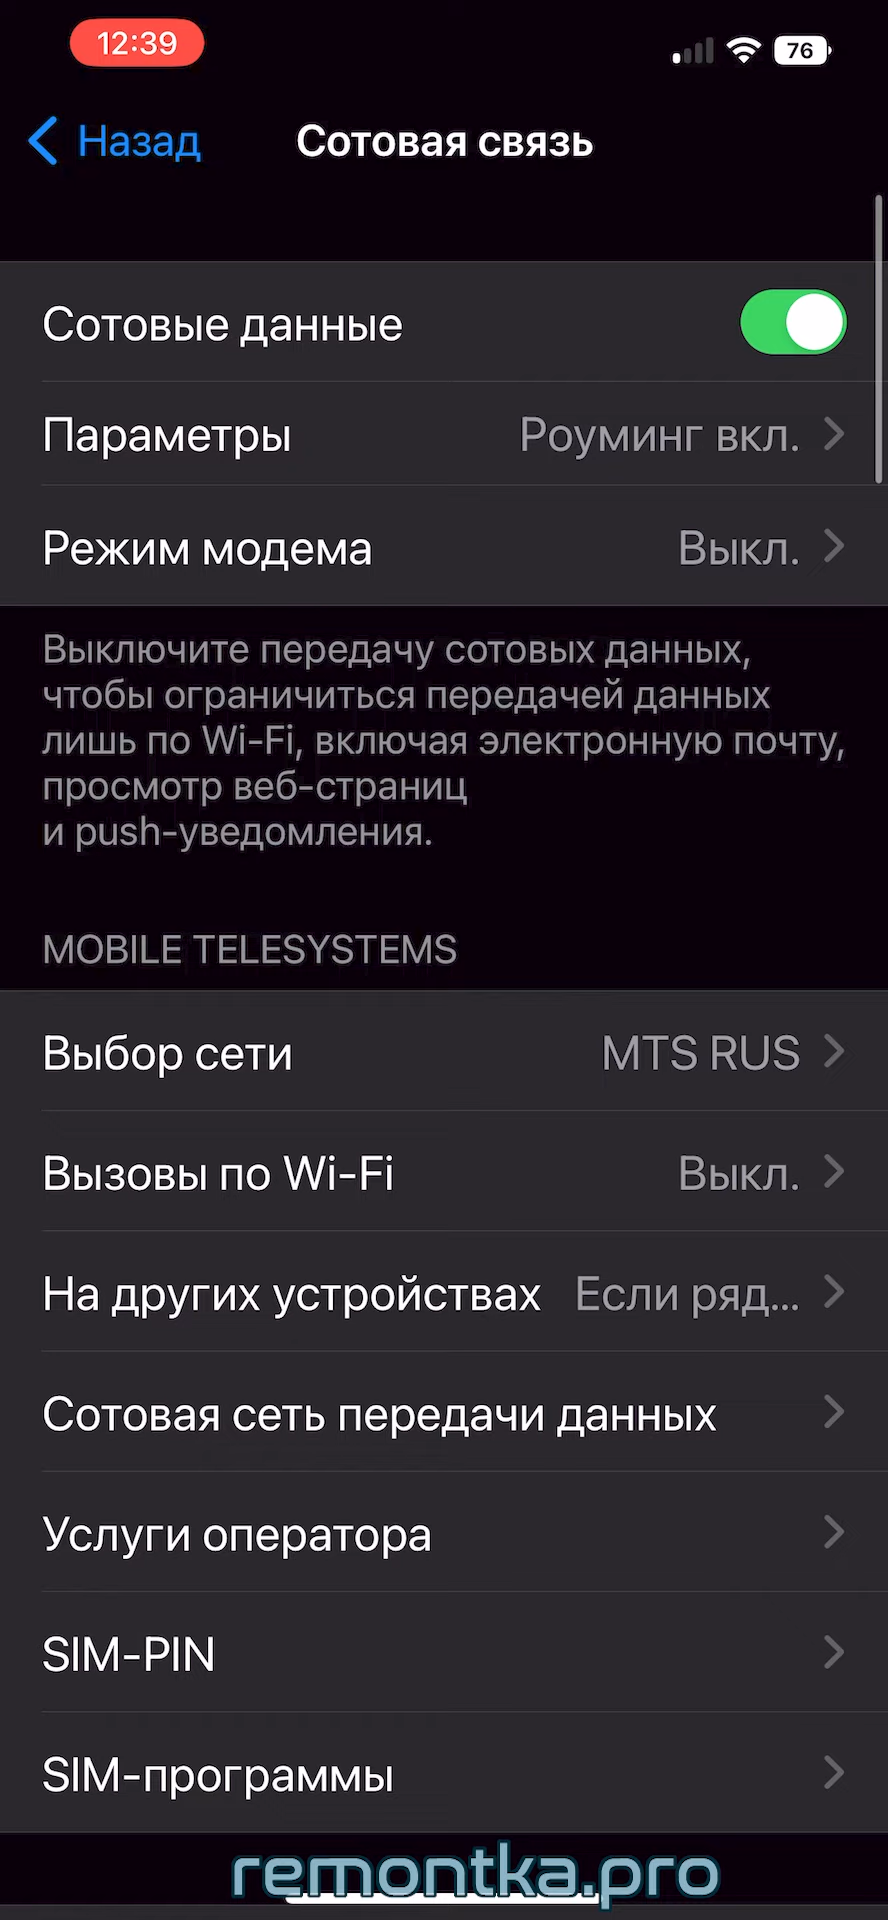 12:39
76
Назад
Сотовая связь
Сотовые данные
Параметры
Роуминг вкл.
Режим модема
Выкл.
Выключите передачу сотовых данных,
чтобы ограничиться передачей данных
лишь по Wi-Fi, включая электронную почту,
просмотр веб-страниц
и push-уведомления.
MOBILE TELESYSTEMS
Выбор сети
MTS RUS
Вызовы по Wi-Fi
Выкл.
На других устройствах
Если ряд...
Сотовая сеть передачи данных
Услуги оператора
SIM-PIN
SIM-программы
remontka.pro